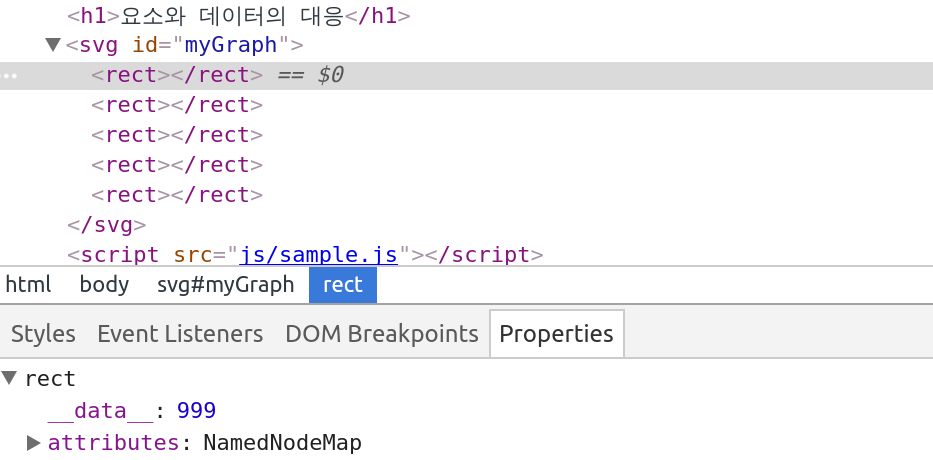 <h1>요소와 데이터의 대응</h1>
▼<svg id="myGraph">
... <rect></rect> == $0
<rect></rect>
<rect></rect>
<rect></rect>
<rect></rect>
</svg>
<script src="js/sample.js"></script>
html body svg#myGraph rect
Styles Event Listeners DOM Breakpoints Properties
▼ rect
__data__: 999
▶ attributes: NamedNodeMap